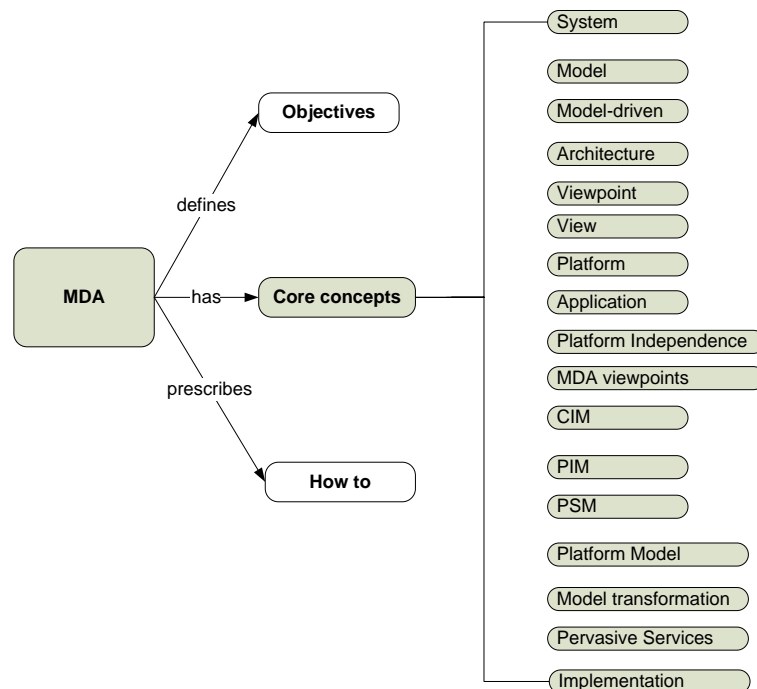 MDA
defines
has
prescribes
Objectives
Core concepts
How to
System
Model
Model-driven
Architecture
Viewpoint
View
Platform
Application
Platform Independence
MDA viewpoints
CIM
PIM
PSM
Platform Model
Model transformation
Pervasive Services
Implementation